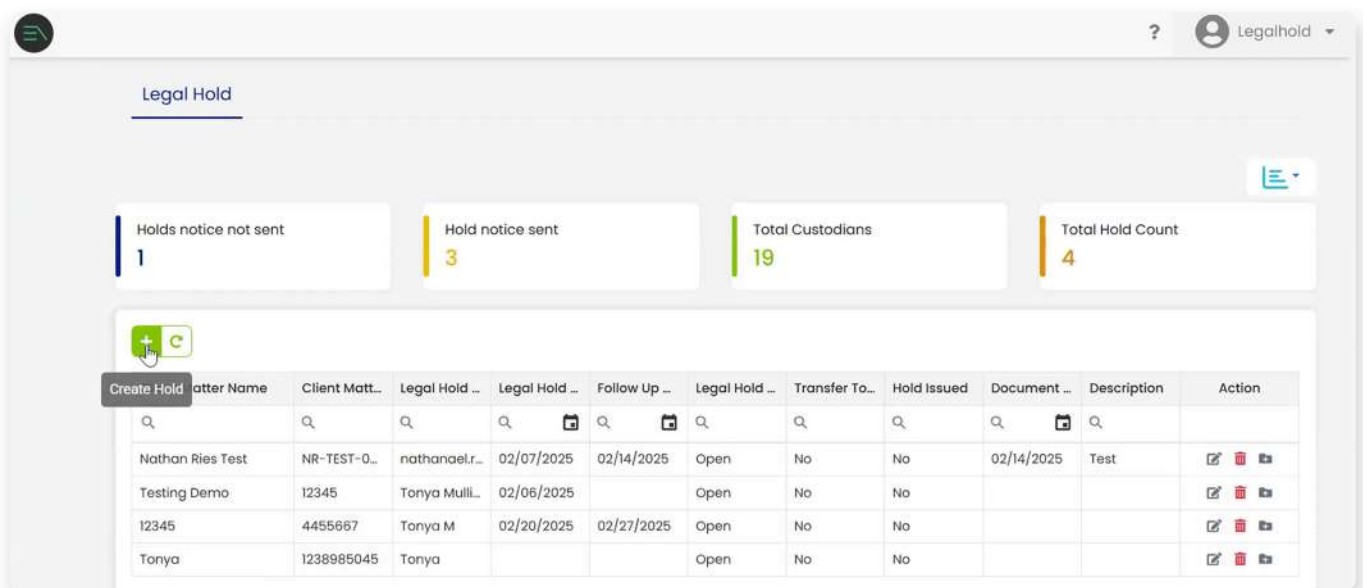 ? Legalhold
Legal Hold
Holds notice not sent
1
Hold notice sent
3
Total Custodians
19
Total Hold Count
4
Create Hold
atter Name Client Matt... Legal Hold ... Legal Hold ... Follow Up ... Legal Hold ... Transfer To... Hold Issued Document ... Description Action
Nathan Ries Test NR-TEST-0... nathanael.r... 02/07/2025 02/14/2025 Open No No 02/14/2025 Test
Testing Demo 12345 Tonya Mulli... 02/06/2025 Open No No
12345 4455667 Tonya M 02/20/2025 02/27/2025 Open No No
Tonya 1238985045 Tonya Open No No